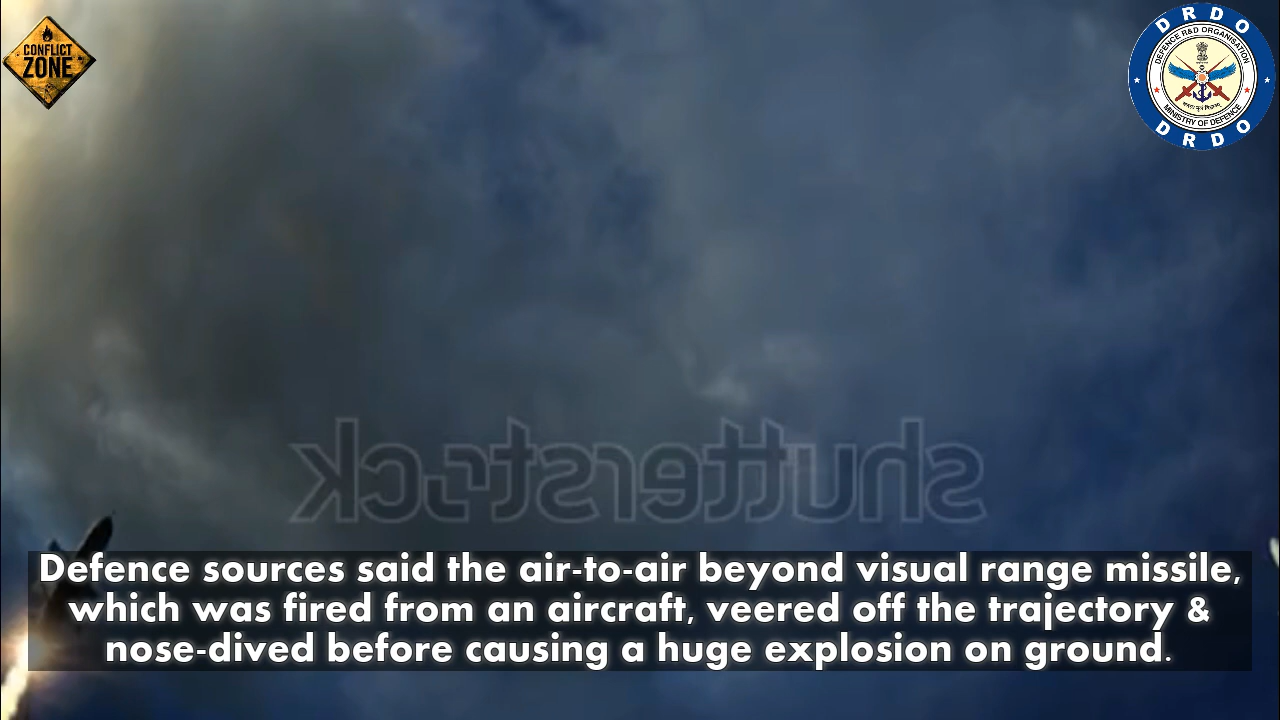 CONFLICT
ZONE
DRDO
DEFENCE R&D ORGANISATION
MINISTRY OF DEFENCE
DRDO
shutterstock
Defence sources said the air-to-air beyond visual range missile,
which was fired from an aircraft, veered off the trajectory &
nose-dived before causing a huge explosion on ground.